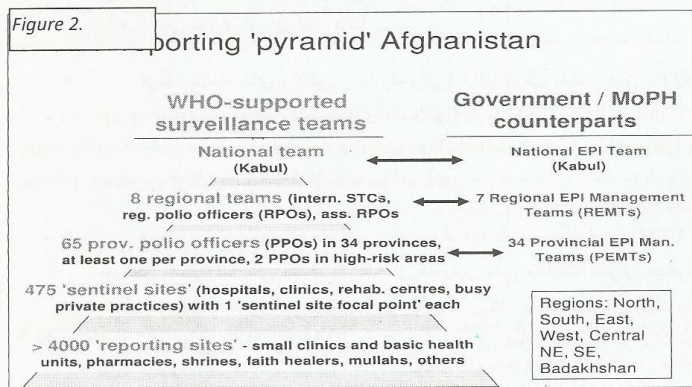 Figure 2.
porting 'pyramid' Afghanistan
WHO-supported
surveillance teams
Government / MoPH
counterparts
National team
(Kabul)
National EPI Team
(Kabul)
8 regional teams (intern. STCs,
reg. polio officers (RPOs), ass. RPOs
7 Regional EPI Management
Teams (REMTs)
65 prov. polio officers (PPOs) in 34 provinces,
at least one per province, 2 PPOs in high-risk areas
34 Provincial EPI Man.
Teams (PEMTs)
475 'sentinel sites' (hospitals, clinics, rehab. centres, busy
private practices) with 1 'sentinel site focal point' each
> 4000 'reporting sites' - small clinics and basic health
units, pharmacies, shrines, faith healers, mullahs, others
Regions: North,
South, East,
West, Central
NE, SE,
Badakhshan